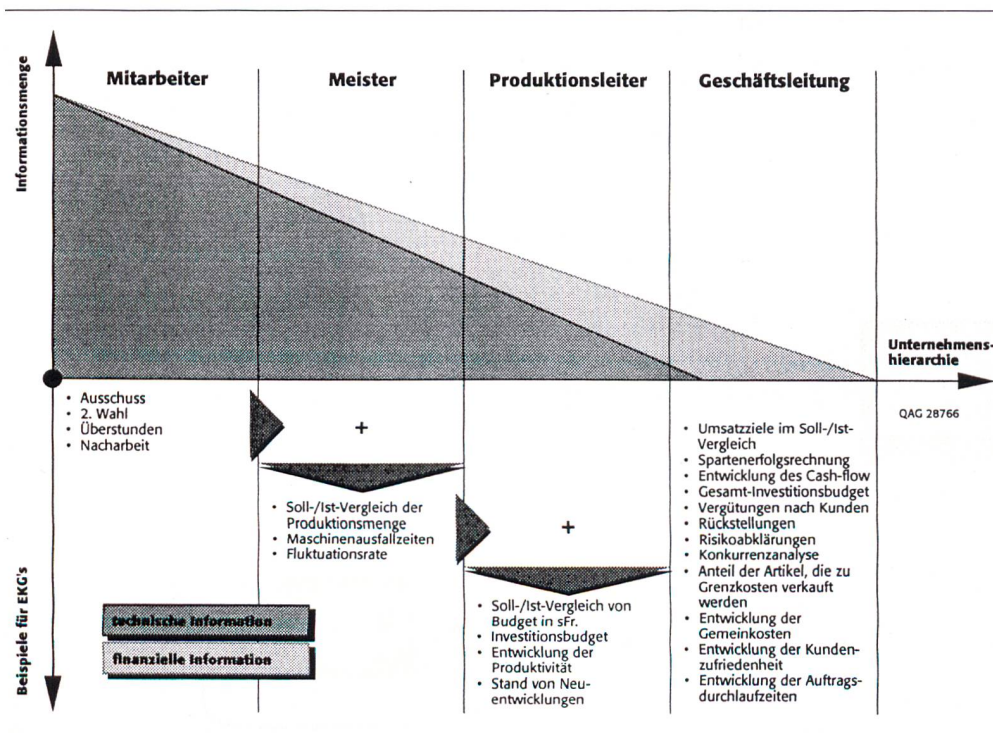 Informationsmenge
Mitarbeiter
Meister
Produktionsleiter
Geschäftsleitung
Unternehmens-
hierarchie
QAG 28766
Beispiele für EKG's
• Ausschuss
• 2. Wahl
• Überstunden
• Nacharbeit
+
• Soll-/Ist-Vergleich der
Produktionsmenge
• Maschinenausfallzeiten
• Fluktuationsrate
+
• Soll-/Ist-Vergleich von
Budget in sFr.
• Investitionsbudget
• Entwicklung der
Produktivität
• Stand von Neu-
entwicklungen
• Umsatzziele im Soll-/Ist-
Vergleich
• Spartenerfolgsrechnung
• Entwicklung des Cash-flow
• Gesamt-Investitionsbudget
• Vergütungen nach Kunden
• Rückstellungen
• Risikoabklärungen
• Konkurrenzanalyse
• Anteil der Artikel, die zu
Grenzkosten verkauft
werden
• Entwicklung der
Gemeinkosten
• Entwicklung der Kunden-
zufriedenheit
• Entwicklung der Auftrags-
durchlaufzeiten
technische Information
finanzielle Information